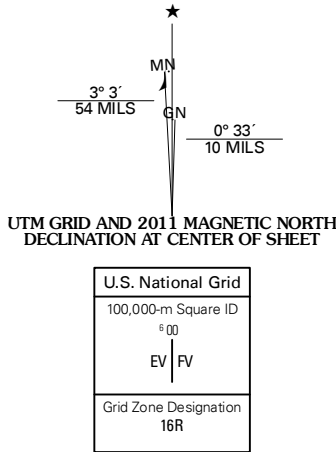 ★
MN
3° 3´
54 MILS
GN
0° 33´
10 MILS
UTM GRID AND 2011 MAGNETIC NORTH
DECLINATION AT CENTER OF SHEET
U.S. National Grid
100,000-m Square ID
⁶00
EV FV
Grid Zone Designation
16R